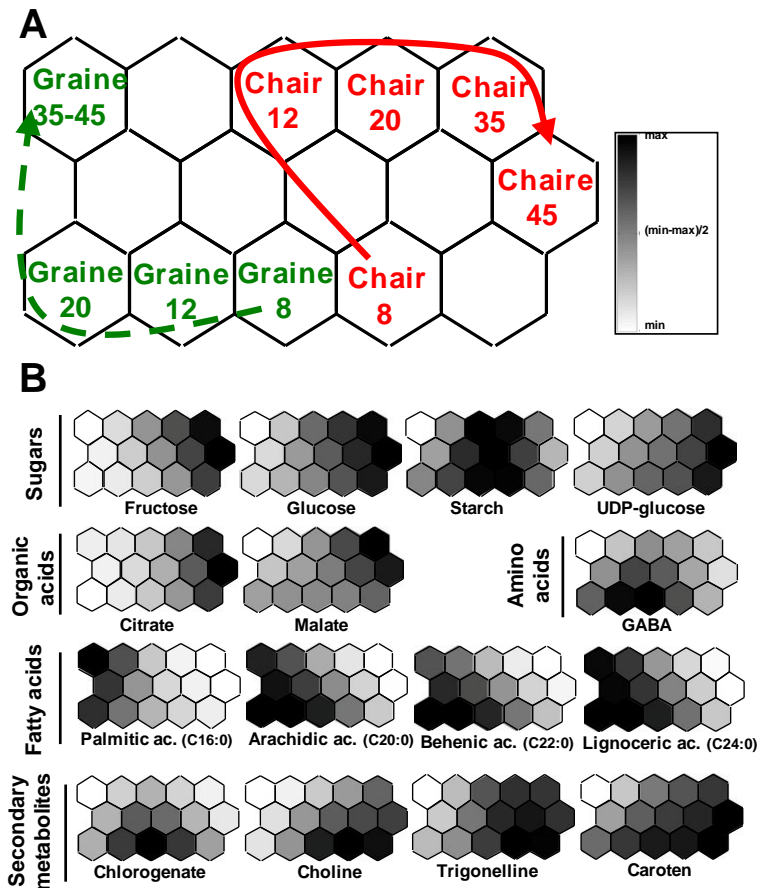 A
Graine
35-45
Chair
12
Chair
20
Chair
35
Chaire
45
Graine
20
Graine
12
Graine
8
Chair
8
max
(min-max)/2
min
B
Sugars
Fructose
Glucose
Starch
UDP-glucose
Organic
acids
Citrate
Malate
Amino
acids
GABA
Fatty acids
Palmitic ac. (C16:0)
Arachidic ac. (C20:0)
Behenic ac. (C22:0)
Lignoceric ac. (C24:0)
Secondary
metabolites
Chlorogenate
Choline
Trigonelline
Caroten